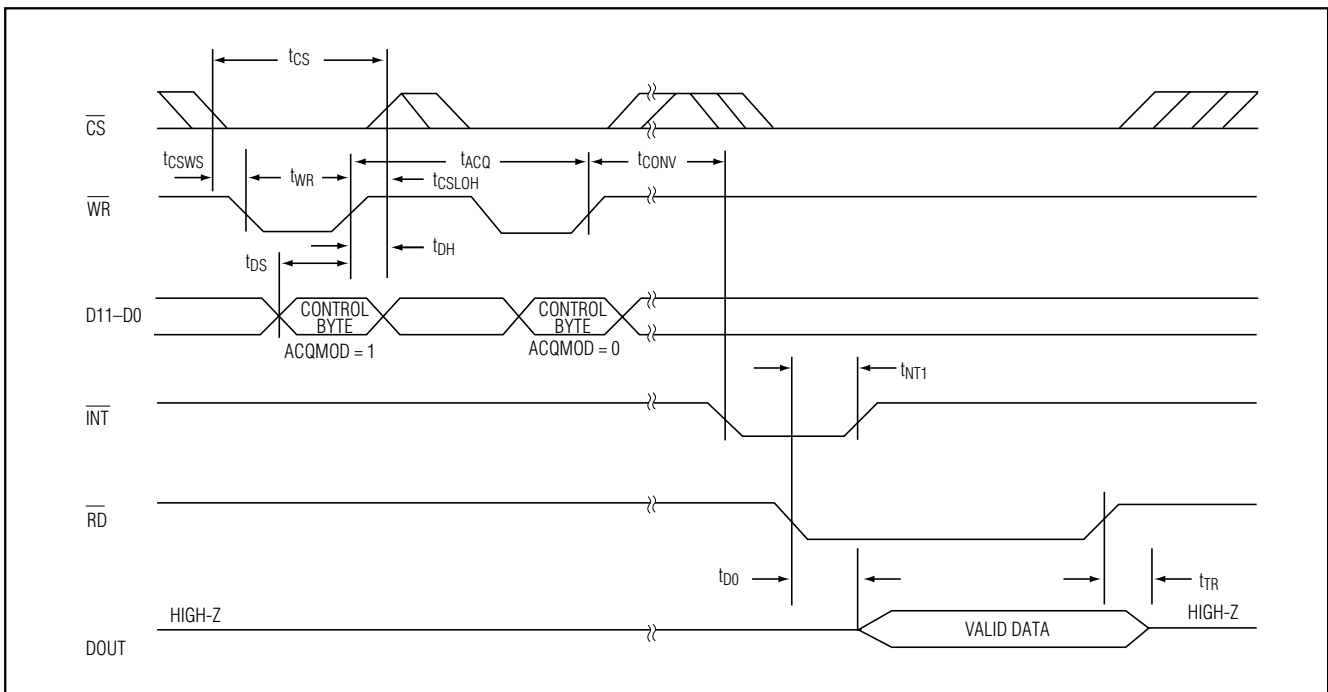 tCS
CS
tCSWS
tWR
tACQ
tCSLOH
tCONV
WR
tDS
tDH
D11–D0
CONTROL
BYTE
CONTROL
BYTE
ACQMOD = 1
ACQMOD = 0
tNT1
INT
RD
tD0
tTR
HIGH-Z
VALID DATA
HIGH-Z
DOUT